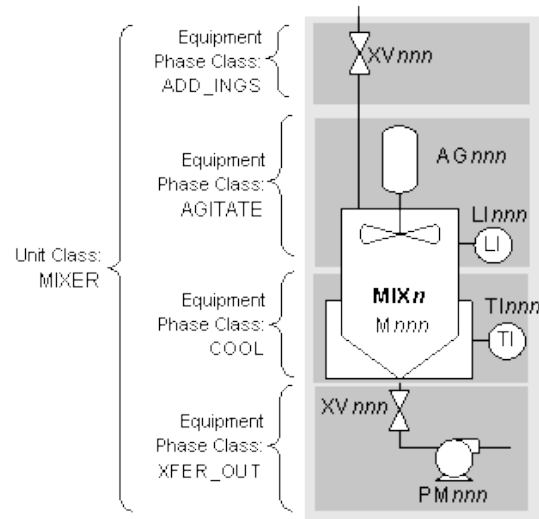 Equipment
Phase Class:
ADD_INGS
XVnnn
Equipment
Phase Class:
AGITATE
AGnnn
LInnn
LI
Unit Class:
MIXER
MIXn
Mnnn
Equipment
Phase Class:
COOL
TInnn
TI
Equipment
Phase Class:
XFER_OUT
XVnnn
PMnnn